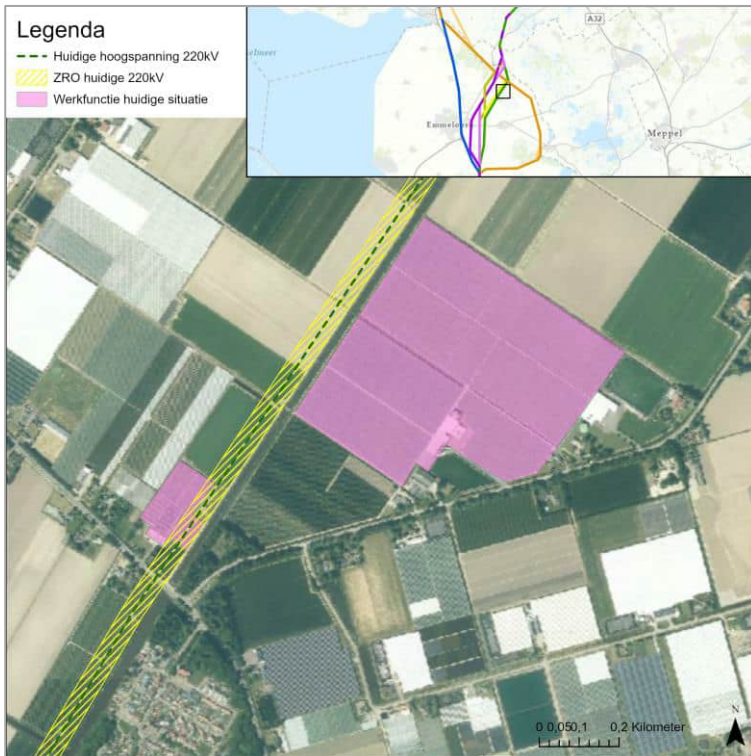 Legenda
Huidige hoogspanning 220kV
ZRO huidige 220kV
Werkfunctie huidige situatie
A32
Meppel
N
0 0,050,1 0,2 Kilometer